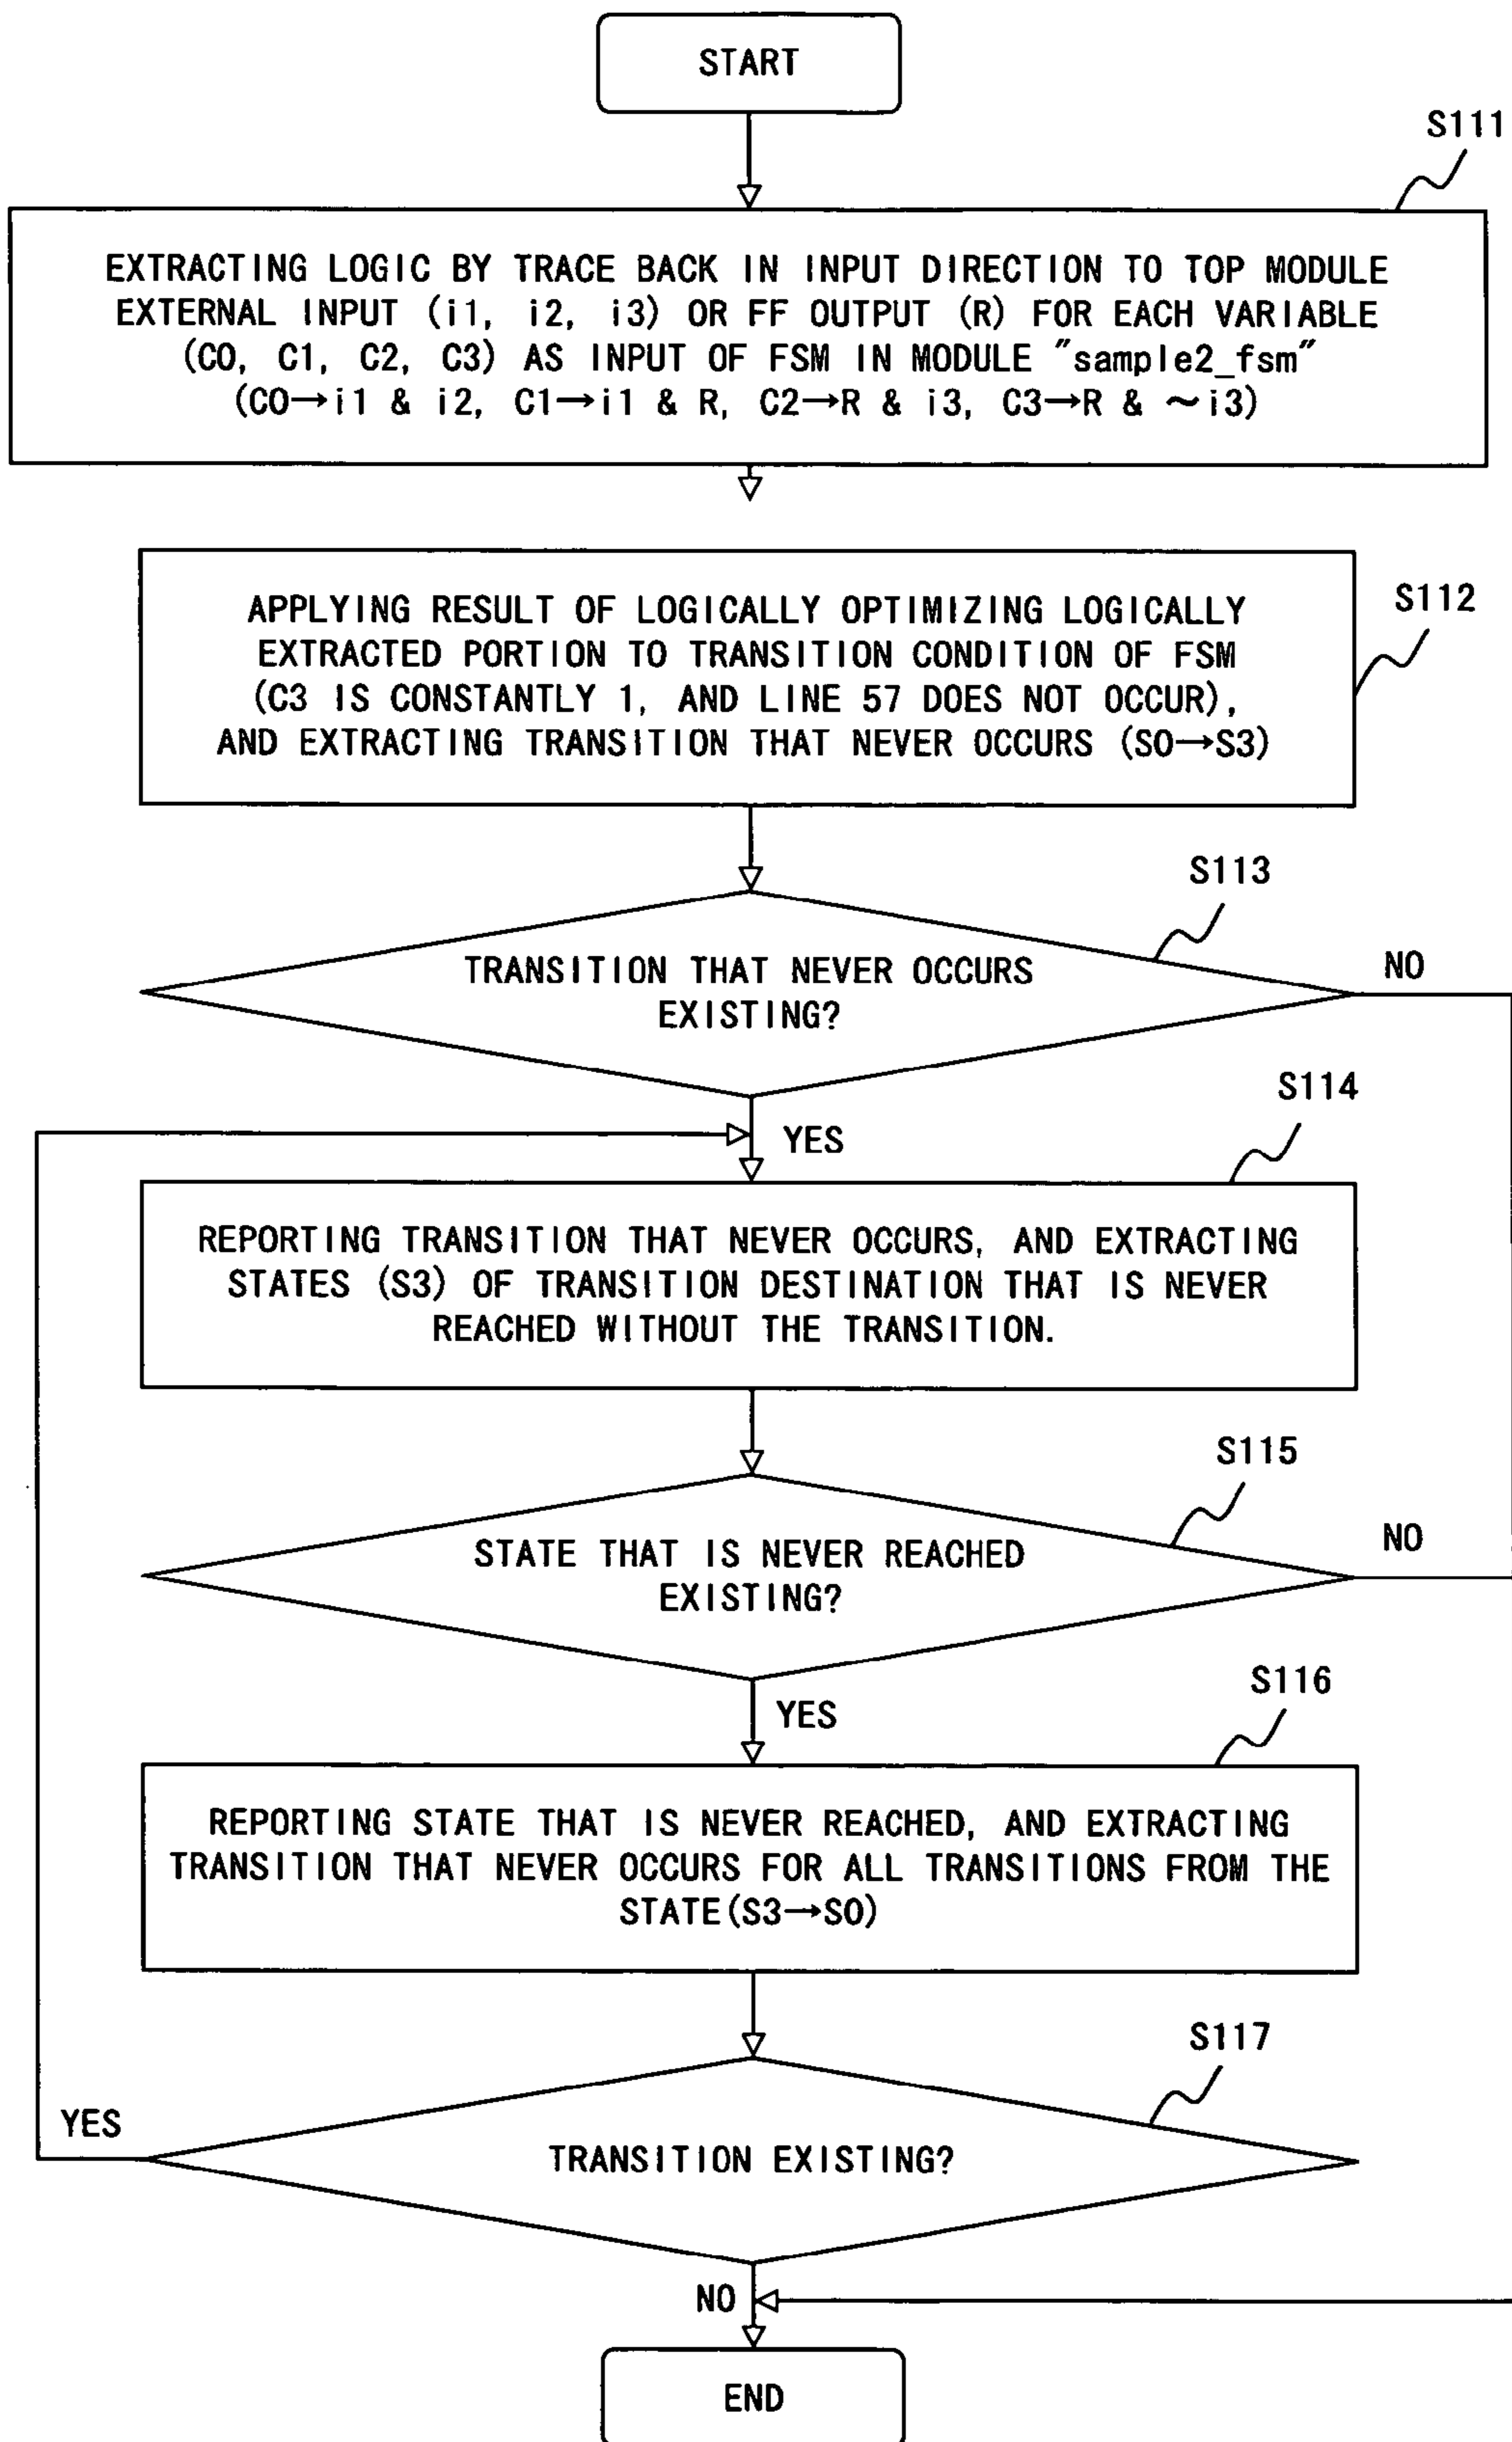 START
S111
EXTRACTING LOGIC BY TRACE BACK IN INPUT DIRECTION TO TOP MODULE
EXTERNAL INPUT (i1, i2, i3) OR FF OUTPUT (R) FOR EACH VARIABLE
(C0, C1, C2, C3) AS INPUT OF FSM IN MODULE "sample2_fsm"
(C0→i1 & i2, C1→i1 & R, C2→R & i3, C3→R & ~i3)
S112
APPLYING RESULT OF LOGICALLY OPTIMIZING LOGICALLY
EXTRACTED PORTION TO TRANSITION CONDITION OF FSM
(C3 IS CONSTANTLY 1, AND LINE 57 DOES NOT OCCUR),
AND EXTRACTING TRANSITION THAT NEVER OCCURS (S0→S3)
S113
TRANSITION THAT NEVER OCCURS
EXISTING?
NO
YES
S114
REPORTING TRANSITION THAT NEVER OCCURS, AND EXTRACTING
STATES (S3) OF TRANSITION DESTINATION THAT IS NEVER
REACHED WITHOUT THE TRANSITION.
S115
STATE THAT IS NEVER REACHED
EXISTING?
NO
YES
S116
REPORTING STATE THAT IS NEVER REACHED, AND EXTRACTING
TRANSITION THAT NEVER OCCURS FOR ALL TRANSITIONS FROM THE
STATE(S3→S0)
S117
YES
TRANSITION EXISTING?
NO
END